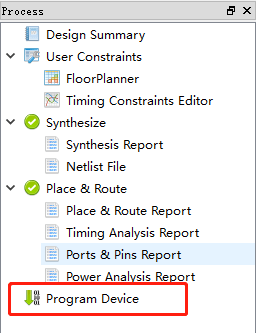 Process
Design Summary
User Constraints
FloorPlanner
Timing Constraints Editor
Synthesize
Synthesis Report
Netlist File
Place & Route
Place & Route Report
Timing Analysis Report
Ports & Pins Report
Power Analysis Report
Program Device